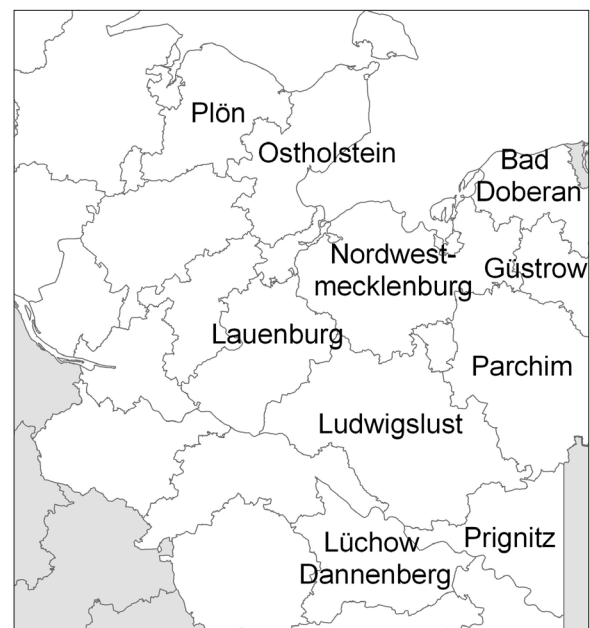 Plön
Ostholstein
Bad
Doberan
Nordwest-
mecklenburg
Güstrow
Lauenburg
Parchim
Ludwigslust
Lüchow
Dannenberg
Prignitz